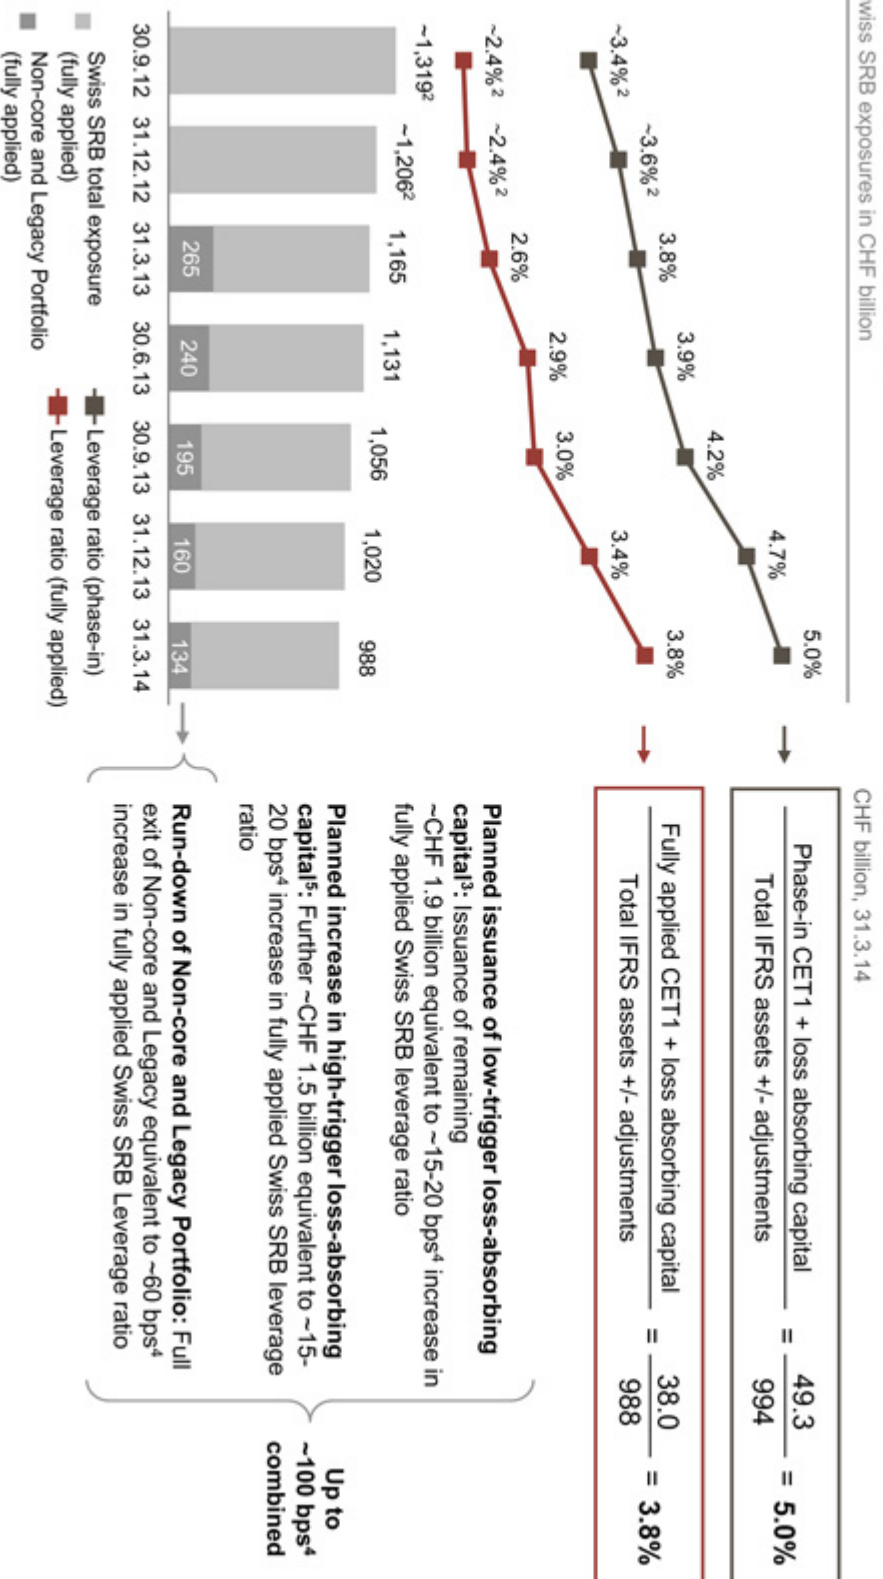 wiss SRB exposures in CHF billion
~3.4%²
~3.6%²
3.8%
3.9%
4.2%
4.7%
5.0%
~2.4%²
~2.4%²
2.6%
2.9%
3.0%
3.4%
3.8%
~1,319²
~1,206²
1,165
1,131
1,056
1,020
988
265
240
195
160
134
30.9.12
31.12.12
31.3.13
30.6.13
30.9.13
31.12.13
31.3.14
Swiss SRB total exposure
(fully applied)
Non-core and Legacy Portfolio
(fully applied)
Leverage ratio (phase-in)
Leverage ratio (fully applied)
CHF billion, 31.3.14
Phase-in CET1 + loss absorbing capital
Total IFRS assets +/- adjustments
=
49.3
994
= 5.0%
Fully applied CET1 + loss absorbing capital
Total IFRS assets +/- adjustments
=
38.0
988
= 3.8%
Planned issuance of low-trigger loss-absorbing
capital³: Issuance of remaining
~CHF 1.9 billion equivalent to ~15-20 bps⁴ increase in
fully applied Swiss SRB leverage ratio
Planned increase in high-trigger loss-absorbing
capital⁵: Further ~CHF 1.5 billion equivalent to ~15-
20 bps⁴ increase in fully applied Swiss SRB leverage
ratio
Run-down of Non-core and Legacy Portfolio: Full
exit of Non-core and Legacy equivalent to ~60 bps⁴
increase in fully applied Swiss SRB Leverage ratio
Up to
~100 bps⁴
combined